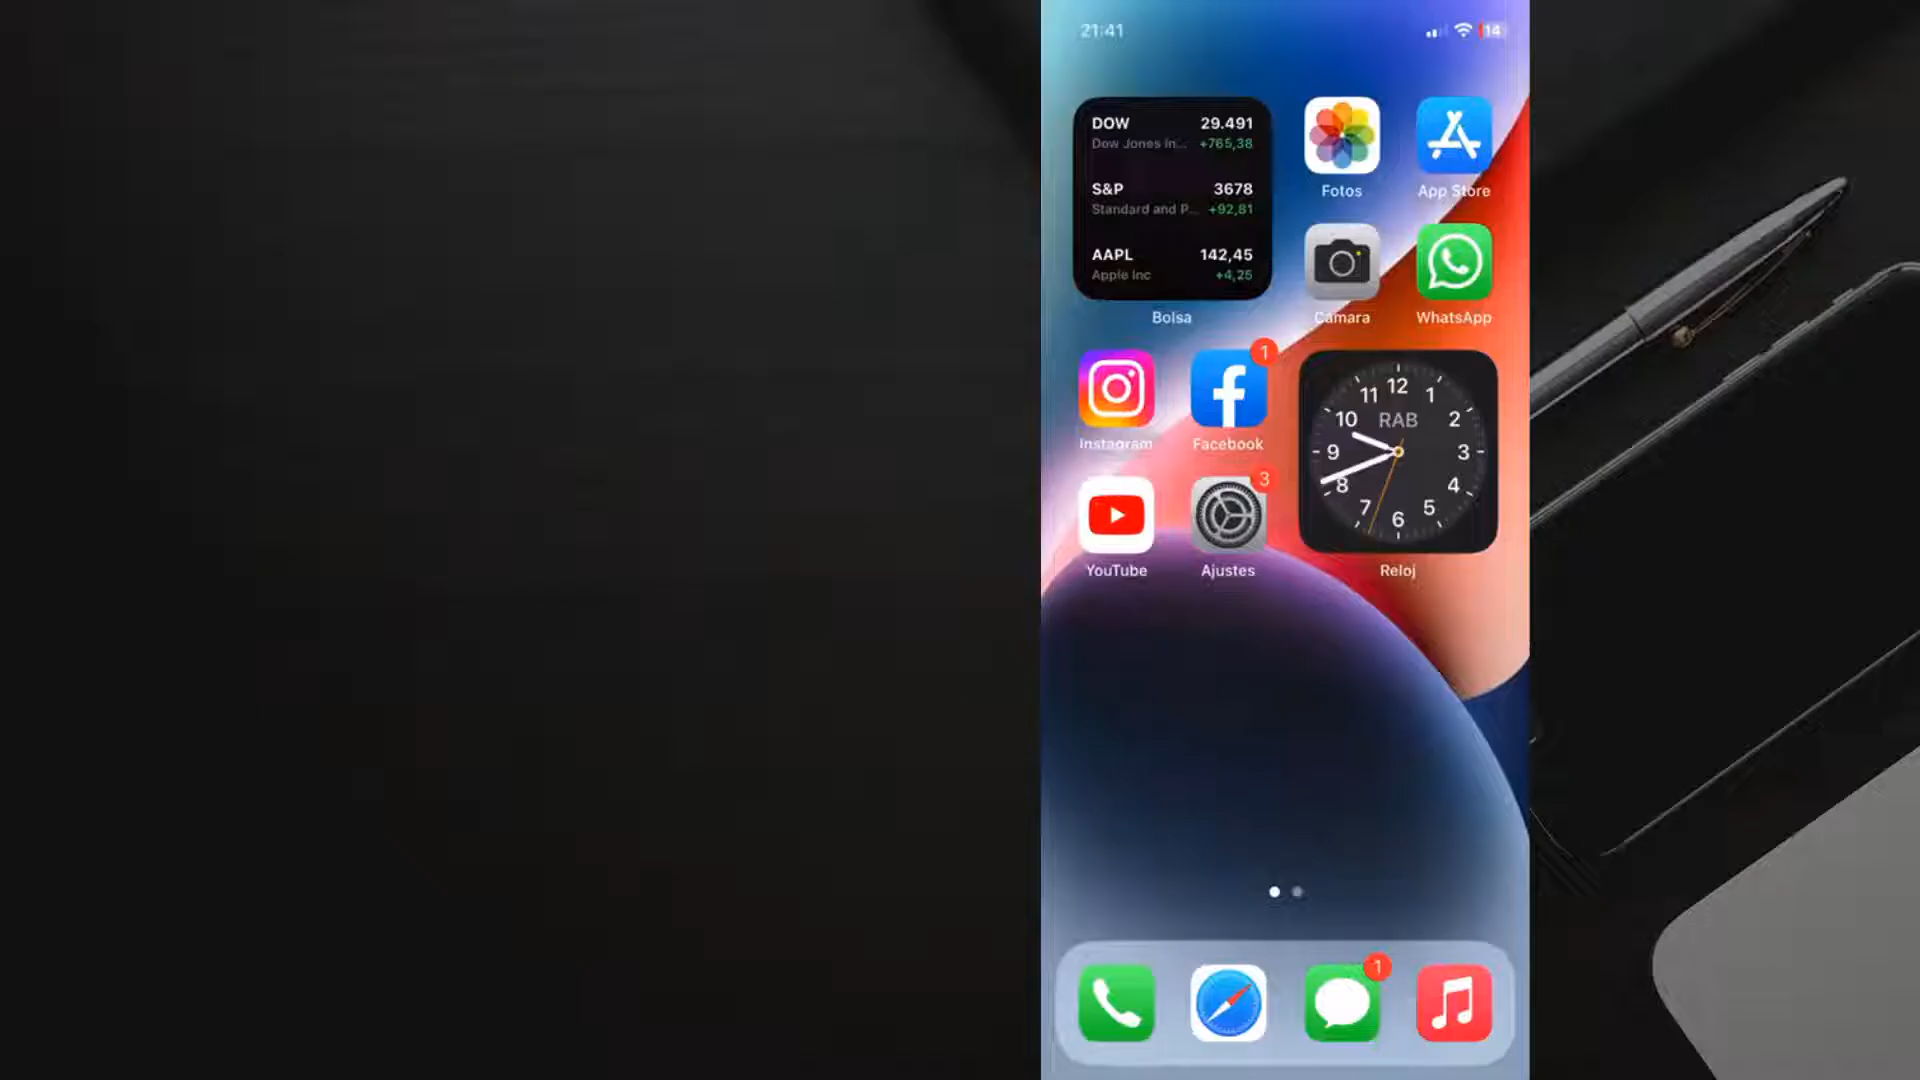 21:41
14
DOW 29.491
Dow Jones In... +765,38
S&P 3678
Standard and P... +92,81
AAPL 142,45
Apple Inc +4,25
Bolsa
Fotos
App Store
Cámara
WhatsApp
Instagram
1
Facebook
YouTube
3
Ajustes
12
11 1
10 RAB 2
9 3
8 4
7 5
6
Reloj
1